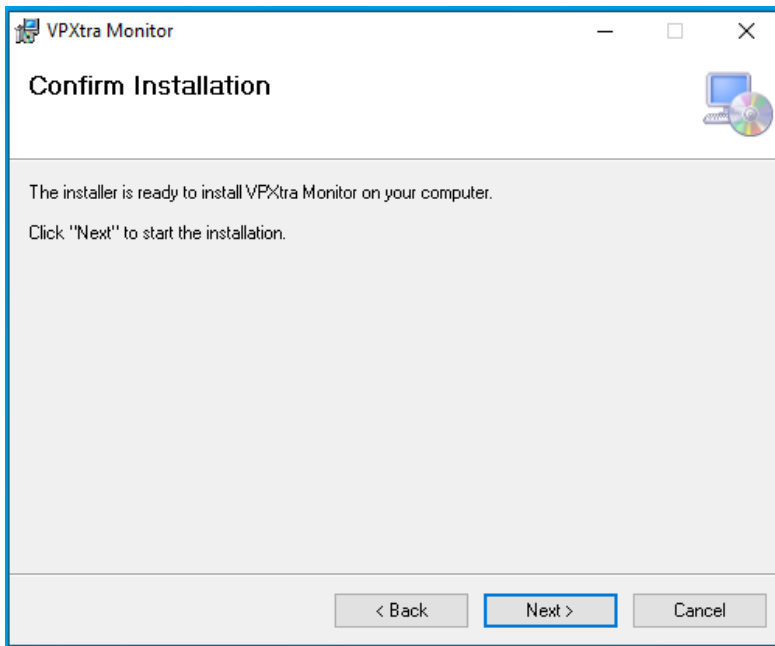 VPXtra Monitor
Confirm Installation
The installer is ready to install VPXtra Monitor on your computer.
Click "Next" to start the installation.
< Back
Next >
Cancel